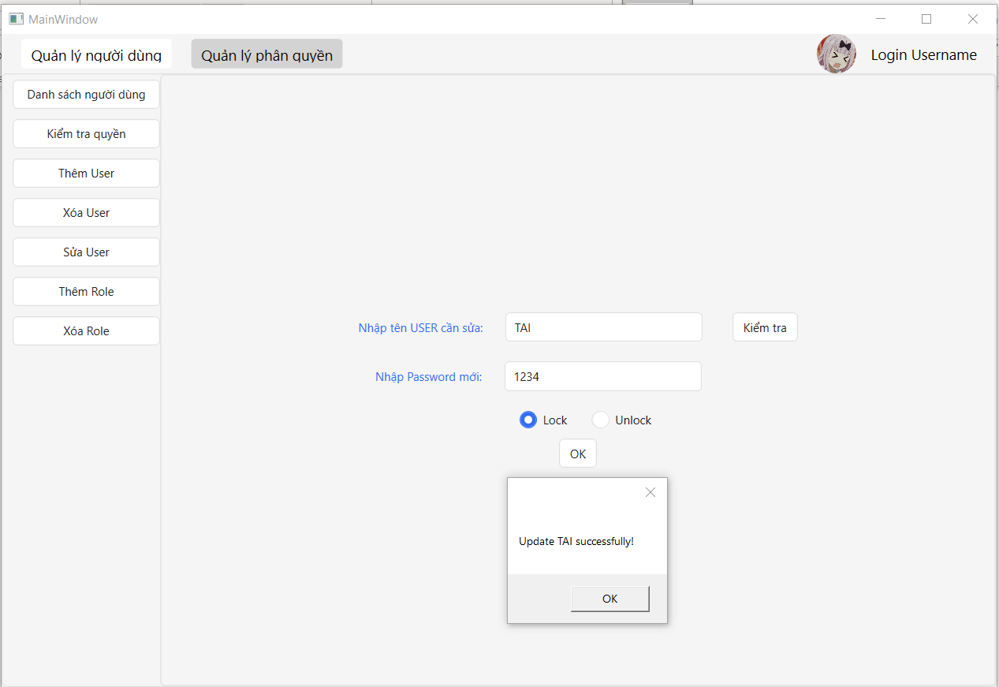 MainWindow
Quản lý người dùng
Quản lý phân quyền
Login Username
Danh sách người dùng
Kiểm tra quyền
Thêm User
Xóa User
Sửa User
Thêm Role
Xóa Role
Nhập tên USER cần sửa: TAI Kiểm tra
Nhập Password mới: 1234
Lock Unlock
OK
Update TAI successfully!
OK